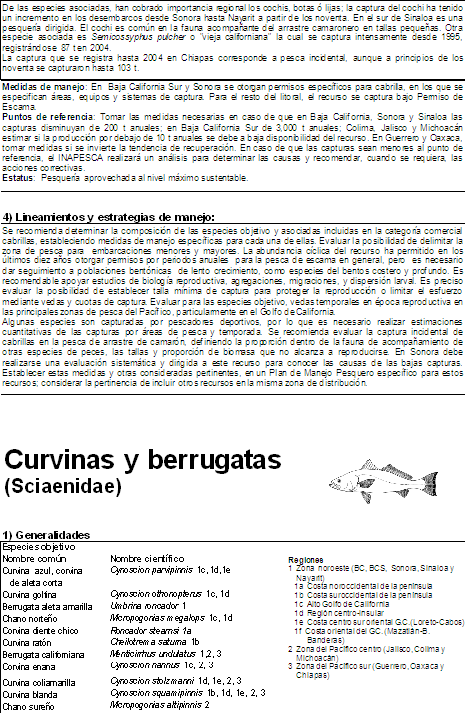 De las especies asociadas, han cobrado importancia regional los cochis, botas ó lijas; la captura del cochi ha tenido
un incremento en los desembarcos desde Sonora hasta Nayarit a partir de los noventa. En el sur de Sinaloa es una
pesquería dirigida. El cochi es común en la fauna acompañante del arrastre camaronero en tallas pequeñas. Otra
especie asociada es Semicossyphus pulcher o "vieja californiana" la cual se captura intensamente desde 1995,
registrándose 87 t en 2004.
La captura que se registra hasta 2004 en Chiapas corresponde a pesca incidental, aunque a principios de los
noventa se capturaron hasta 103 t.
Medidas de manejo: En Baja California Sur y Sonora se otorgan permisos específicos para cabrilla, en los que se
especifican áreas, equipos y sistemas de captura. Para el resto del litoral, el recurso se captura bajo Permiso de
Escama.
Puntos de referencia: Tomar las medidas necesarias en caso de que en Baja California, Sonora y Sinaloa las
capturas disminuyan de 200 t anuales; en Baja California Sur de 3,000 t anuales; Colima, Jalisco y Michoacán
estimar si la producción por debajo de 10 t anuales se debe a baja disponibilidad del recurso. En Guerrero y Oaxaca,
tomar medidas si se invierte la tendencia de recuperación. En caso de que las capturas sean menores al punto de
referencia, el INAPESCA realizará un análisis para determinar las causas y recomendar, cuando se requiera, las
acciones correctivas.
Estatus: Pesquería aprovechada al nivel máximo sustentable.
4) Lineamientos y estrategias de manejo:
Se recomienda determinar la composición de las especies objetivo y asociadas incluidas en la categoría comercial
cabrillas, estableciendo medidas de manejo específicas para cada una de ellas. Evaluar la posibilidad de delimitar la
zona de pesca para embarcaciones menores y mayores. La abundancia cíclica del recurso ha permitido en los
últimos diez años otorgar permisos por periodos anuales para la pesca de escama en general, pero es necesario
dar seguimiento a poblaciones bentónicas de lento crecimiento, como especies del bentos costero y profundo. Es
recomendable apoyar estudios de biología reproductiva, agregaciones, migraciones, y dispersión larval. Es preciso
evaluar la posibilidad de establecer talla mínima de captura para proteger la reproducción o limitar el esfuerzo
mediante vedas y cuotas de captura. Evaluar para las especies objetivo, vedas temporales en época reproductiva en
las principales zonas de pesca del Pacífico, particularmente en el Golfo de California.
Algunas especies son capturadas por pescadores deportivos, por lo que es necesario realizar estimaciones
cuantitativas de las capturas por áreas de pesca y temporada. Se recomienda evaluar la captura incidental de
cabrillas en la pesca de arrastre de camarón, definiendo la proporción dentro de la fauna de acompañamiento de
otras especies de peces, las tallas y proporción de biomasa que no alcanza a reproducirse. En Sonora debe
realizarse una evaluación sistemática y dirigida a este recurso para conocer las causas de las bajas capturas.
Establecer estas medidas y otras consideradas pertinentes, en un Plan de Manejo Pesquero específico para estos
recursos; considerar la pertinencia de incluir otros recursos en la misma zona de distribución.
Curvinas y berrugatas
(Sciaenidae)
1) Generalidades
Especies objetivo
Nombre común Nombre científico
Curvina azul, corvina Cynoscion parvipinnis 1c, 1d,1e
de aleta corta
Curvina golfina Cynoscion othonopterus 1c, 1d
Berrugata aleta amarilla Umbrina roncador 1
Chano norteño Micropogonias megalops 1c, 1d
Corvina diente chico Roncador stearnsi 1a
Corvina ratón Cheilotrema saturna 1b
Berrugata californiana Menticirrhus undulatus 1,2, 3
Corvina enana Cynoscion nannus 1c, 2, 3
Curvina coliamarilla Cynoscion stolzmanni 1d, 1e, 2, 3
Curvina blanda Cynoscion squamipinnis 1b, 1d, 1e, 2, 3
Chano sureño Micropogonias altipinnis 2
Regiones
1 Zona noroeste (BC, BCS, Sonora, Sinaloa y
Nayarit)
1a Costa noroccidental de la península
1b Costa suroccidental de la península
1c Alto Golfo de California
1d Región centro-insular
1e Costa centro sur oriental G.C.(Loreto-Cabos)
1f Costa oriental del GC. (Mazatlán-B.
Banderas)
2 Zona del Pacífico centro (Jalisco, Colima y
Michoacán)
3 Zona del Pacífico sur (Guerrero, Oaxaca y
Chiapas)